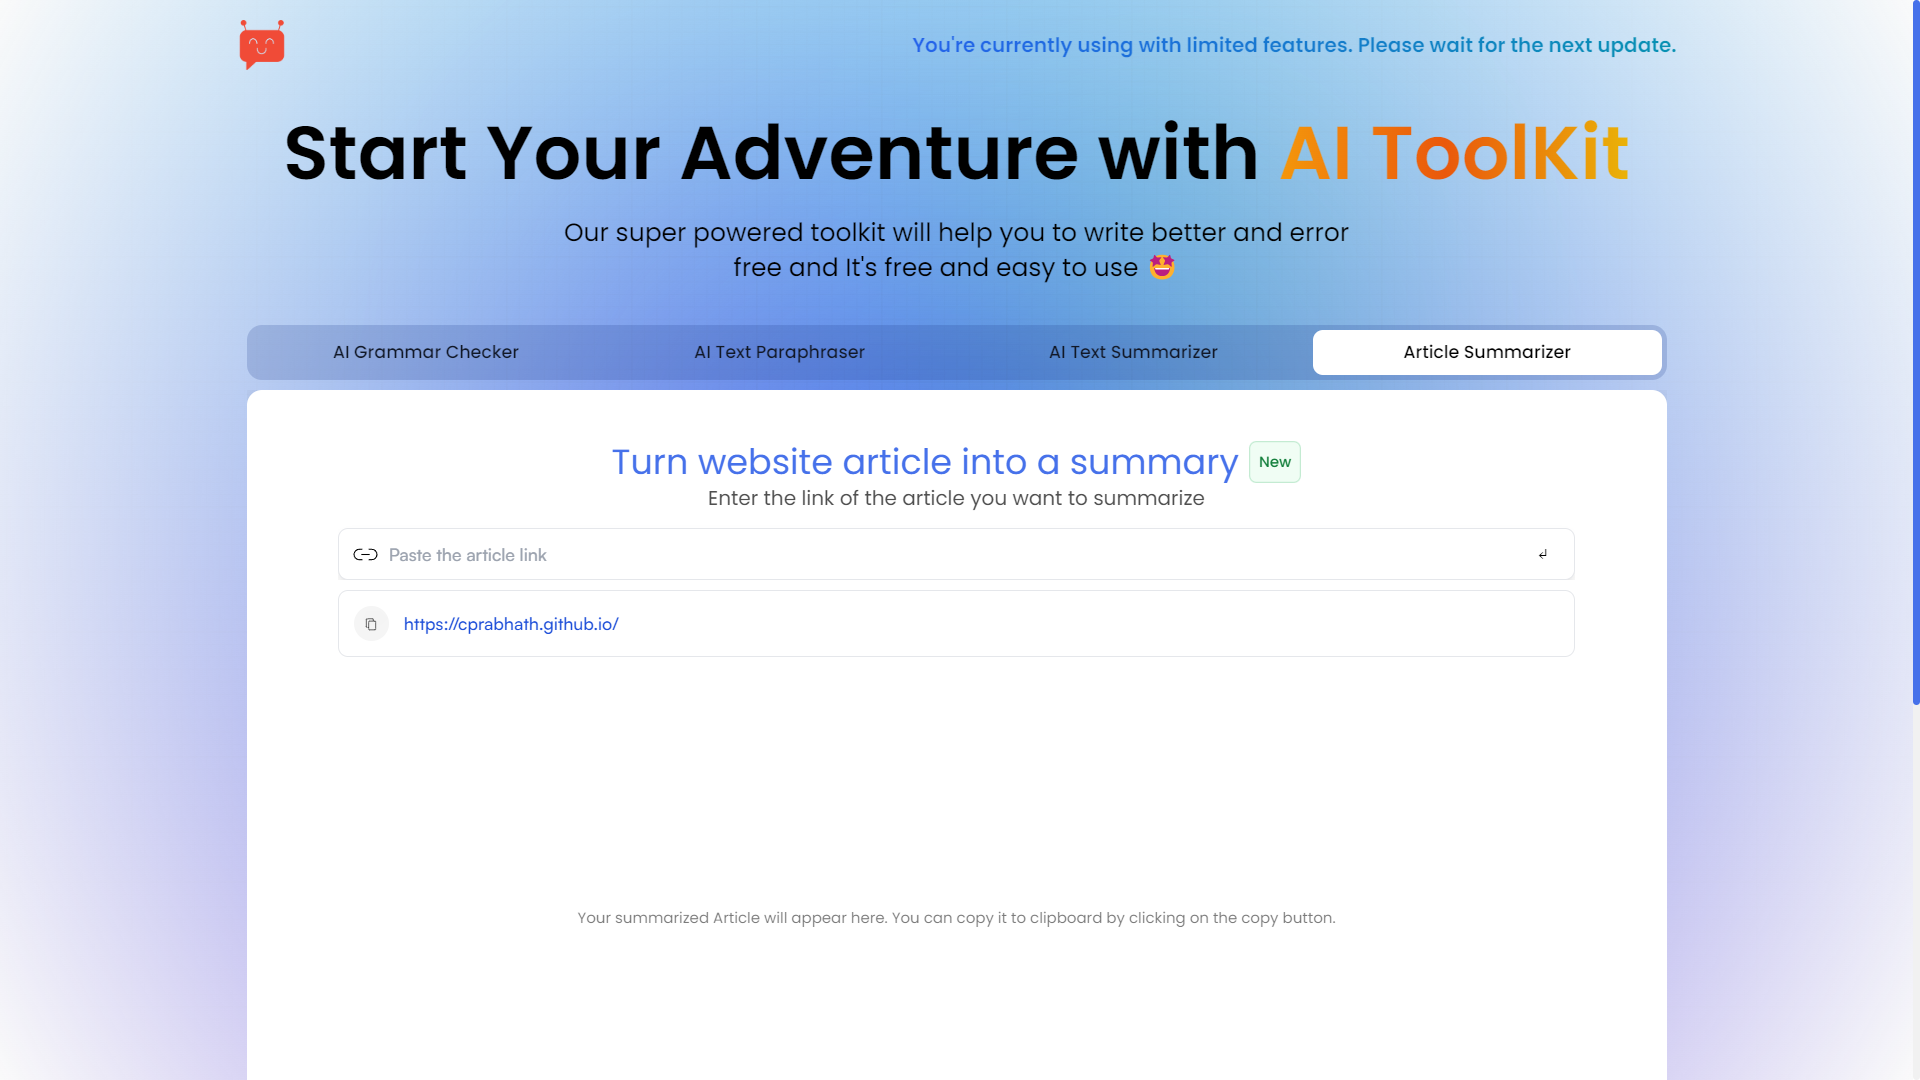 You're currently using with limited features. Please wait for the next update.
Start Your Adventure with AI ToolKit
Our super powered toolkit will help you to write better and error
free and It's free and easy to use 🤩
AI Grammar Checker
AI Text Paraphraser
AI Text Summarizer
Article Summarizer
Turn website article into a summary New
Enter the link of the article you want to summarize
Paste the article link
https://cprabhath.github.io/
Your summarized Article will appear here. You can copy it to clipboard by clicking on the copy button.